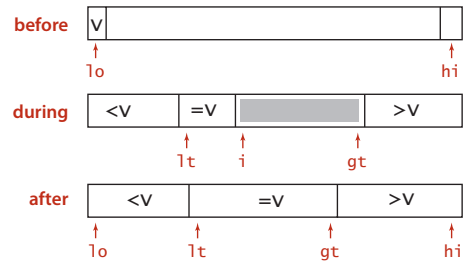 before V
lo hi
during <V =V >V
lt i gt
after <V =V >V
lo lt gt hi